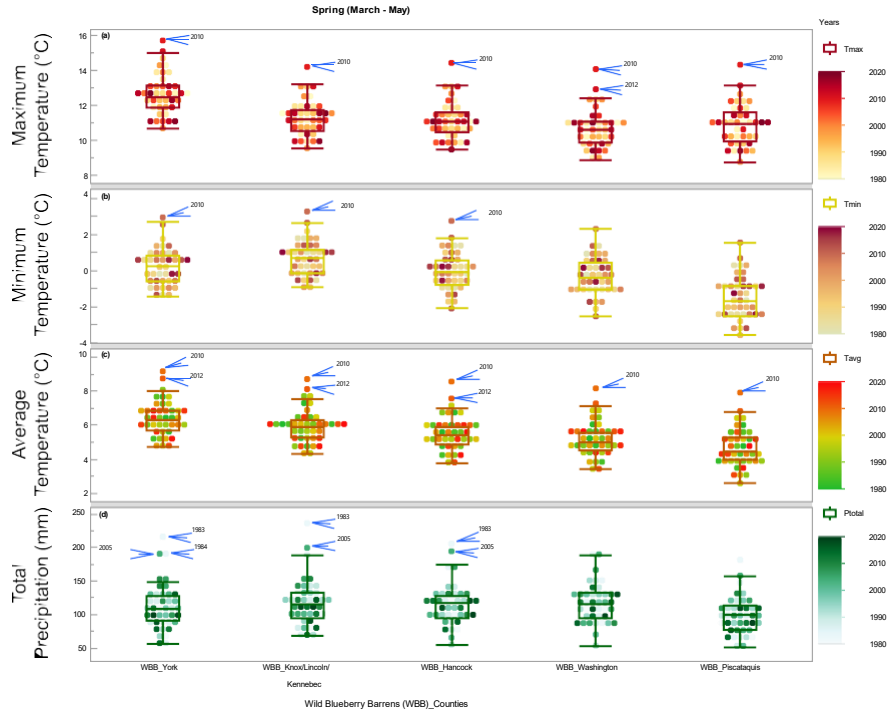 Spring (March - May)
Years
Maximum
Temperature (°C)
(a)
16
14
12
10
8
2010
2010
2010
2010
2012
2010
Tmax
2020
2010
2000
1990
1980
Minimum
Temperature (°C)
(b)
4
2
0
-2
-4
2010
2010
2010
Tmin
2020
2010
2000
1990
1980
Average
Temperature (°C)
(c)
10
8
6
4
2
2010
2012
2010
2012
2010
2012
2010
2010
Tavg
2020
2010
2000
1990
1980
Total
Precipitation (mm)
(d)
250
200
150
100
50
1983
2005
1984
1983
2005
1983
2005
Ptotal
2020
2010
2000
1990
1980
WBB_York
WBB_Knox/Lincoln/
Kennebec
WBB_Hancock
WBB_Washington
WBB_Piscataquis
Wild Blueberry Barrens (WBB)_Counties